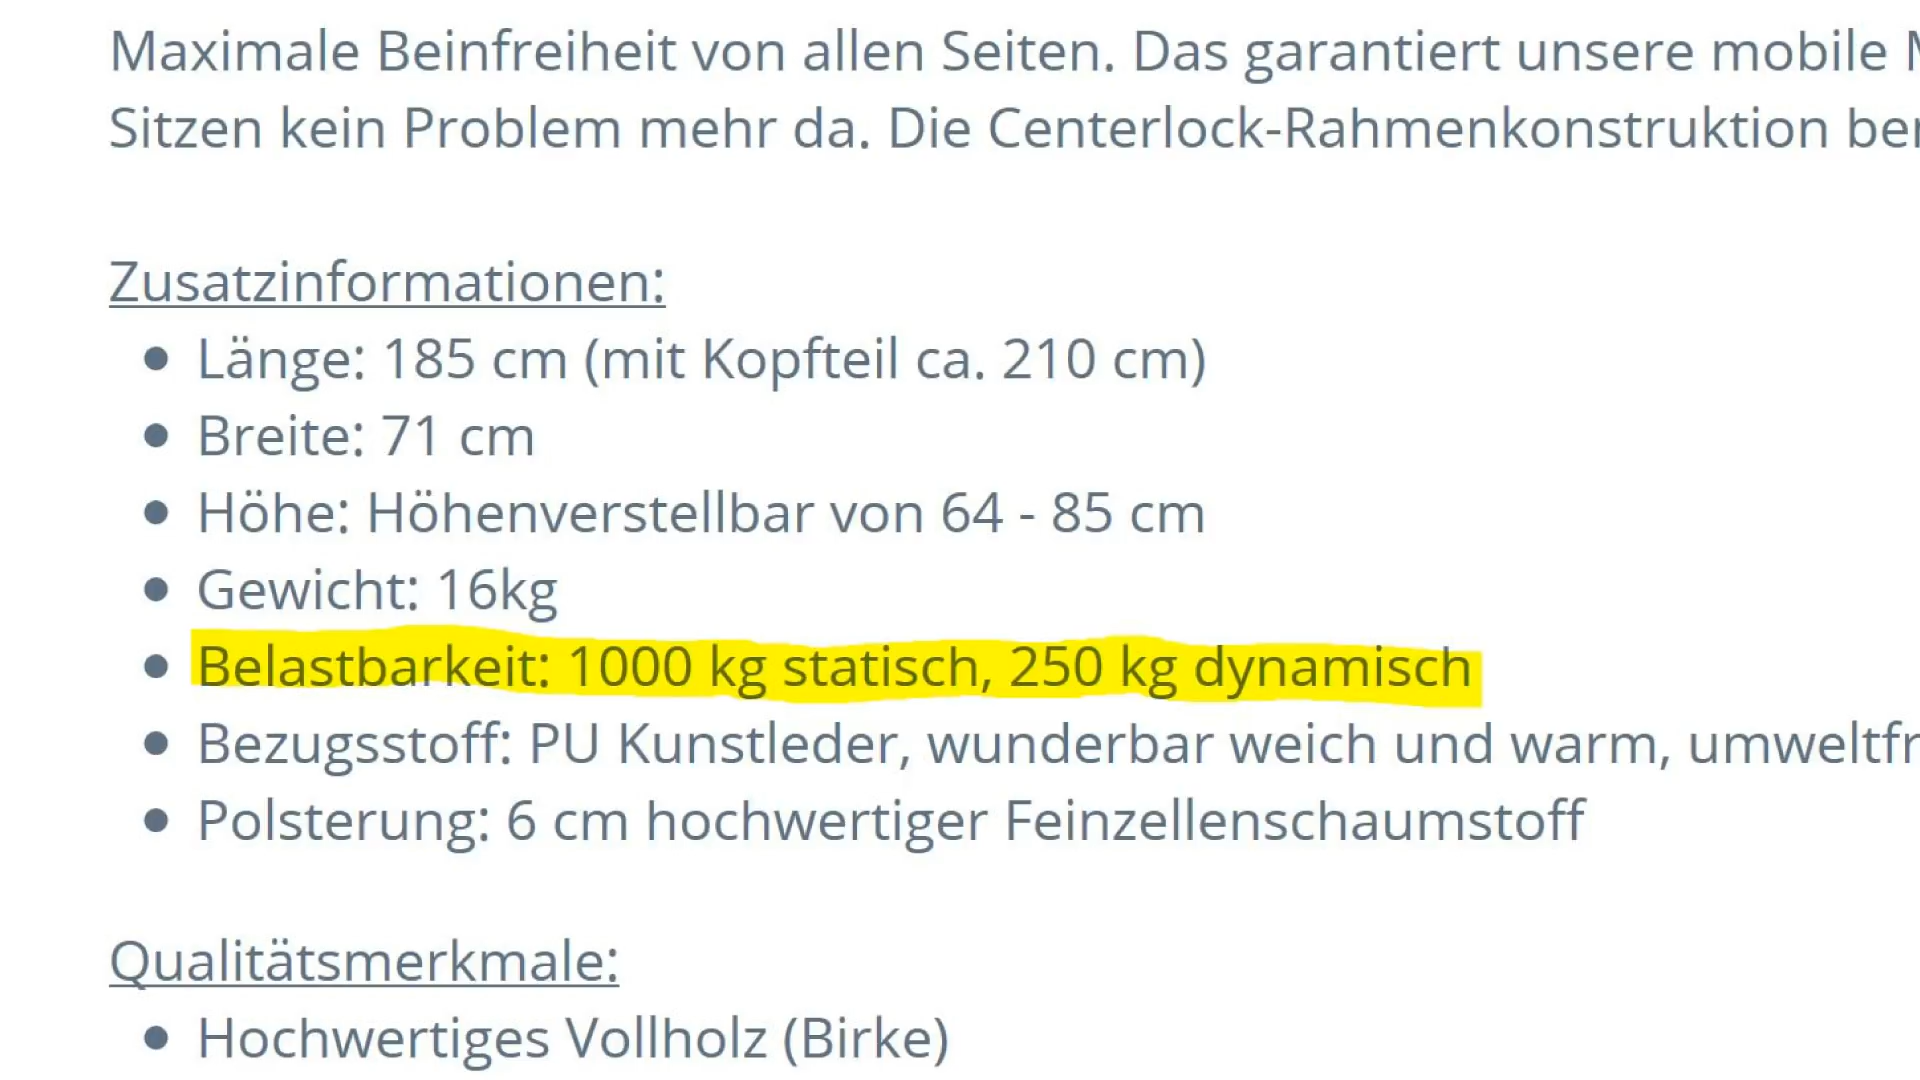 Maximale Beinfreiheit von allen Seiten. Das garantiert unsere mobile
Sitzen kein Problem mehr da. Die Centerlock-Rahmenkonstruktion
Zusatzinformationen:
● Länge: 185 cm (mit Kopfteil ca. 210 cm)
● Breite: 71 cm
● Höhe: Höhenverstellbar von 64 - 85 cm
● Gewicht: 16kg
● Belastbarkeit: 1000 kg statisch, 250 kg dynamisch
● Bezugsstoff: PU Kunstleder, wunderbar weich und warm,
● Polsterung: 6 cm hochwertiger Feinzellenschaumstoff
Qualitätsmerkmale:
● Hochwertiges Vollholz (Birke)